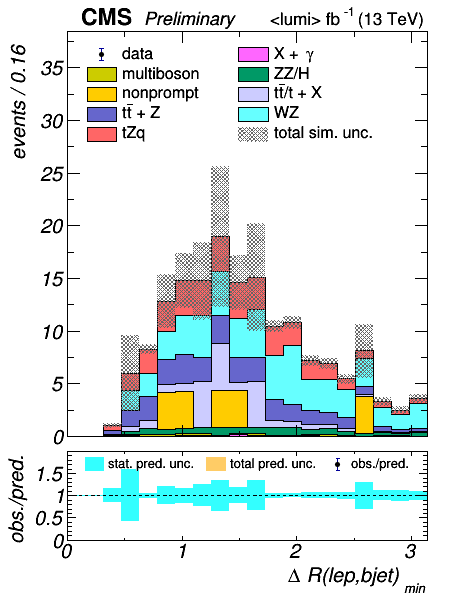 CMS Preliminary <lumi> fb⁻¹ (13 TeV)
events / 0.16
data
multiboson
nonprompt
tt̄ + Z
tZq
X + γ
ZZ/H
tt̄/t + X
WZ
total sim. unc.
35
30
25
20
15
10
5
0
obs./pred.
stat. pred. unc. total pred. unc. obs./pred.
1.5
1
0.5
0
0 1 2 3
Δ R(lep,bjet)min